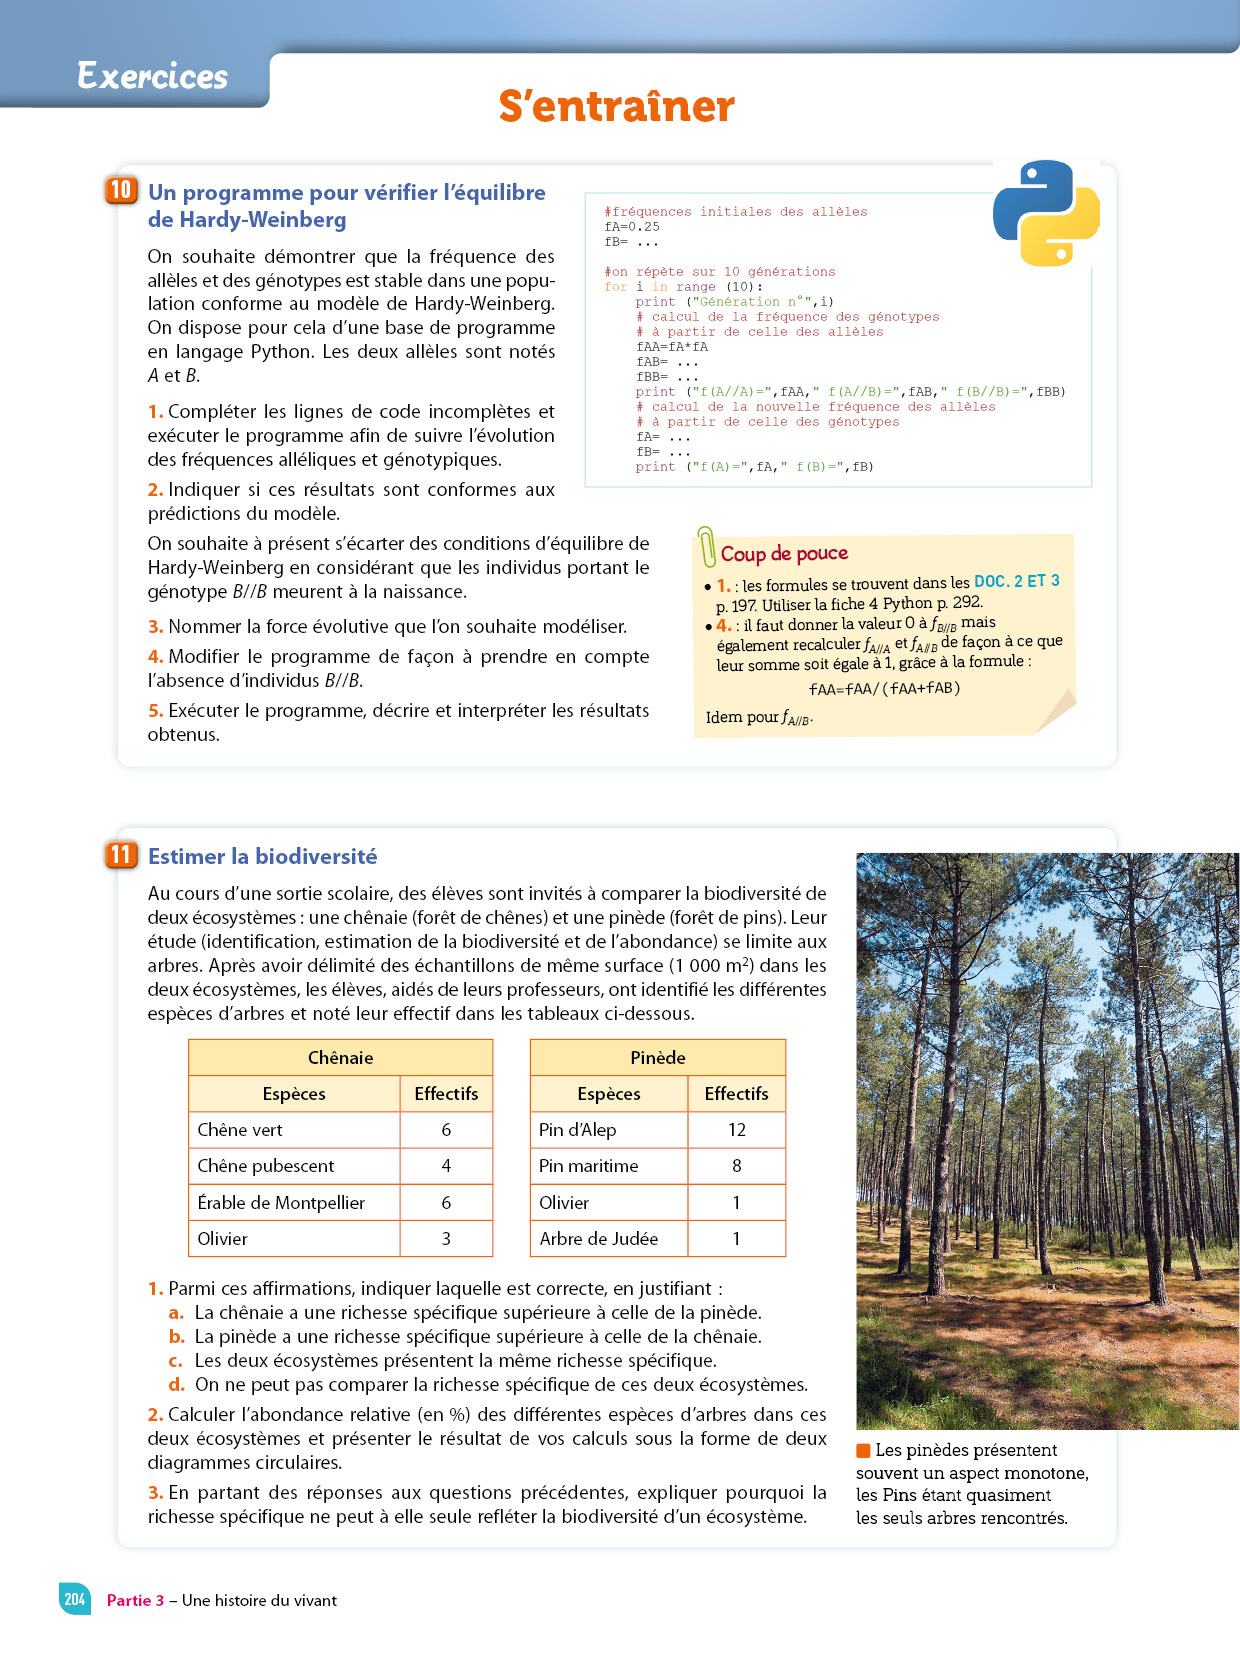 Exercices
S'entraîner
10 Un programme pour vérifier l'équilibre
de Hardy-Weinberg
On souhaite démontrer que la fréquence des
allèles et des génotypes est stable dans une popu-
lation conforme au modèle de Hardy-Weinberg.
On dispose pour cela d'une base de programme
en langage Python. Les deux allèles sont notés
A et B.
1. Compléter les lignes de code incomplètes et
exécuter le programme afin de suivre l'évolution
des fréquences alléliques et génotypiques.
2. Indiquer si ces résultats sont conformes aux
prédictions du modèle.
On souhaite à présent s'écarter des conditions d'équilibre de
Hardy-Weinberg en considérant que les individus portant le
génotype B//B meurent à la naissance.
3. Nommer la force évolutive que l'on souhaite modéliser.
4. Modifier le programme de façon à prendre en compte
l'absence d'individus B//B.
5. Exécuter le programme, décrire et interpréter les résultats
obtenus.
#fréquences initiales des allèles
fA=0.25
fB= ...
#on répète sur 10 générations
for i in range (10):
print ("Génération n°",i)
# calcul de la fréquence des génotypes
# à partir de celle des allèles
fAA=fA*fA
fAB= ...
fBB= ...
print ("f(A//A)=",fAA," f(A//B)=",fAB," f(B//B)=",fBB)
# calcul de la nouvelle fréquence des allèles
# à partir de celle des génotypes
fA= ...
fB= ...
print ("f(A)=",fA," f(B)=",fB)
Coup de pouce
• 1. : les formules se trouvent dans les DOC. 2 ET 3
p. 197. Utiliser la fiche 4 Python p. 292.
• 4. : il faut donner la valeur 0 à fB//B mais
également recalculer fA//A et fA//B de façon à ce que
leur somme soit égale à 1, grâce à la formule :
fAA=fAA/(fAA+fAB)
Idem pour fA//B.
11 Estimer la biodiversité
Au cours d'une sortie scolaire, des élèves sont invités à comparer la biodiversité de
deux écosystèmes : une chênaie (forêt de chênes) et une pinède (forêt de pins). Leur
étude (identification, estimation de la biodiversité et de l'abondance) se limite aux
arbres. Après avoir délimité des échantillons de même surface (1 000 m²) dans les
deux écosystèmes, les élèves, aidés de leurs professeurs, ont identifié les différentes
espèces d'arbres et noté leur effectif dans les tableaux ci-dessous.
Chênaie
Espèces Effectifs
Chêne vert 6
Chêne pubescent 4
Érable de Montpellier 6
Olivier 3
Pinède
Espèces Effectifs
Pin d'Alep 12
Pin maritime 8
Olivier 1
Arbre de Judée 1
1. Parmi ces affirmations, indiquer laquelle est correcte, en justifiant :
a. La chênaie a une richesse spécifique supérieure à celle de la pinède.
b. La pinède a une richesse spécifique supérieure à celle de la chênaie.
c. Les deux écosystèmes présentent la même richesse spécifique.
d. On ne peut pas comparer la richesse spécifique de ces deux écosystèmes.
2. Calculer l'abondance relative (en %) des différentes espèces d'arbres dans ces
deux écosystèmes et présenter le résultat de vos calculs sous la forme de deux
diagrammes circulaires.
3. En partant des réponses aux questions précédentes, expliquer pourquoi la
richesse spécifique ne peut à elle seule refléter la biodiversité d'un écosystème.
Les pinèdes présentent
souvent un aspect monotone,
les Pins étant quasiment
les seuls arbres rencontrés.
204 Partie 3 – Une histoire du vivant